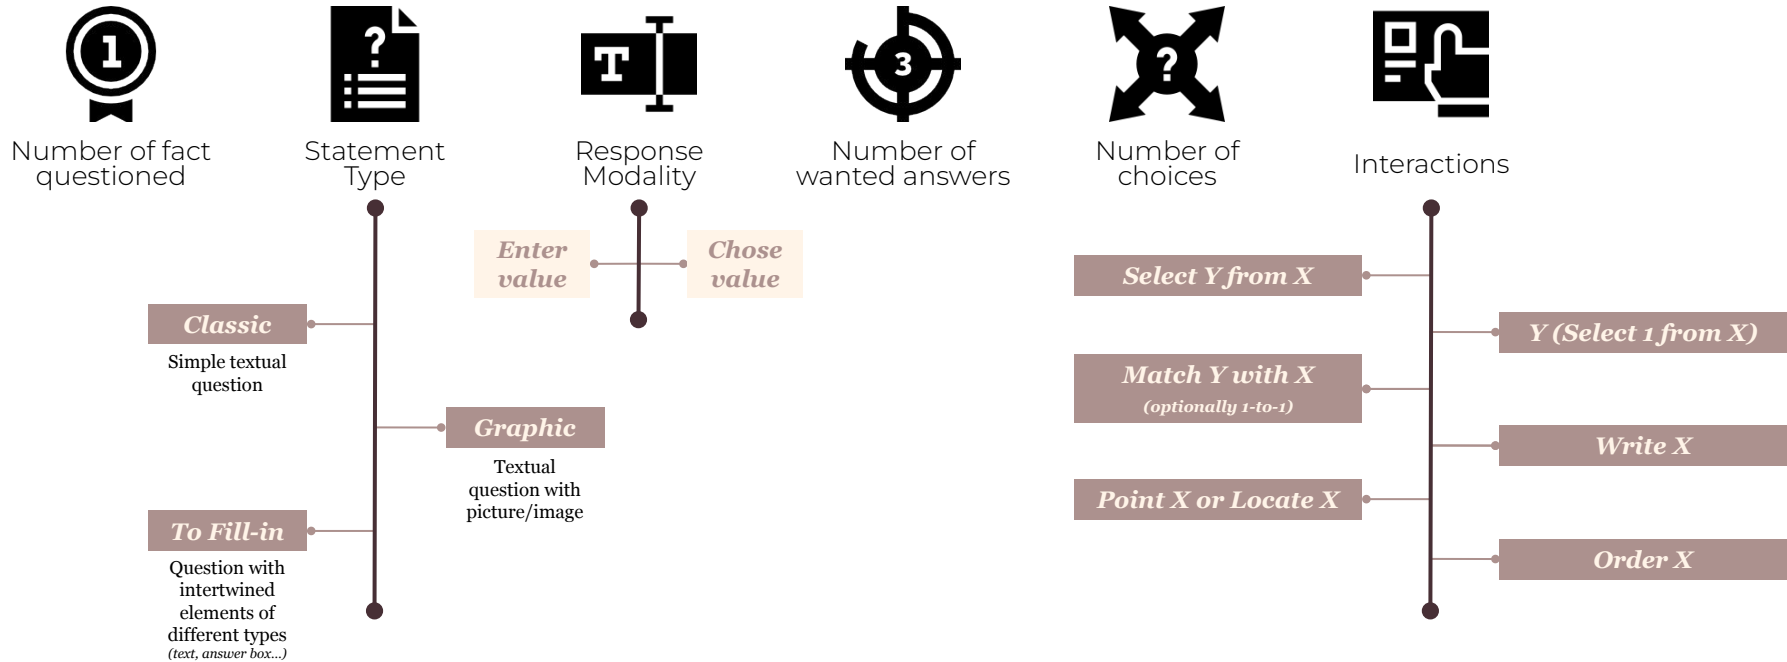 1
?
T
3
?
Number of fact
questioned
Statement
Type
Response
Modality
Number of
wanted answers
Number of
choices
Interactions
Classic
Simple textual
question
Graphic
Textual
question with
picture/image
To Fill-in
Question with
intertwined
elements of
different types
(text, answer box...)
Enter
value
Chose
value
Select Y from X
Y (Select 1 from X)
Match Y with X
(optionally 1-to-1)
Write X
Point X or Locate X
Order X